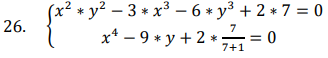 26. x² * y² − 3 * x³ − 6 * y³ + 2 * 7 = 0
x⁴ − 9 * y + 2 * 7/(7+1) = 0